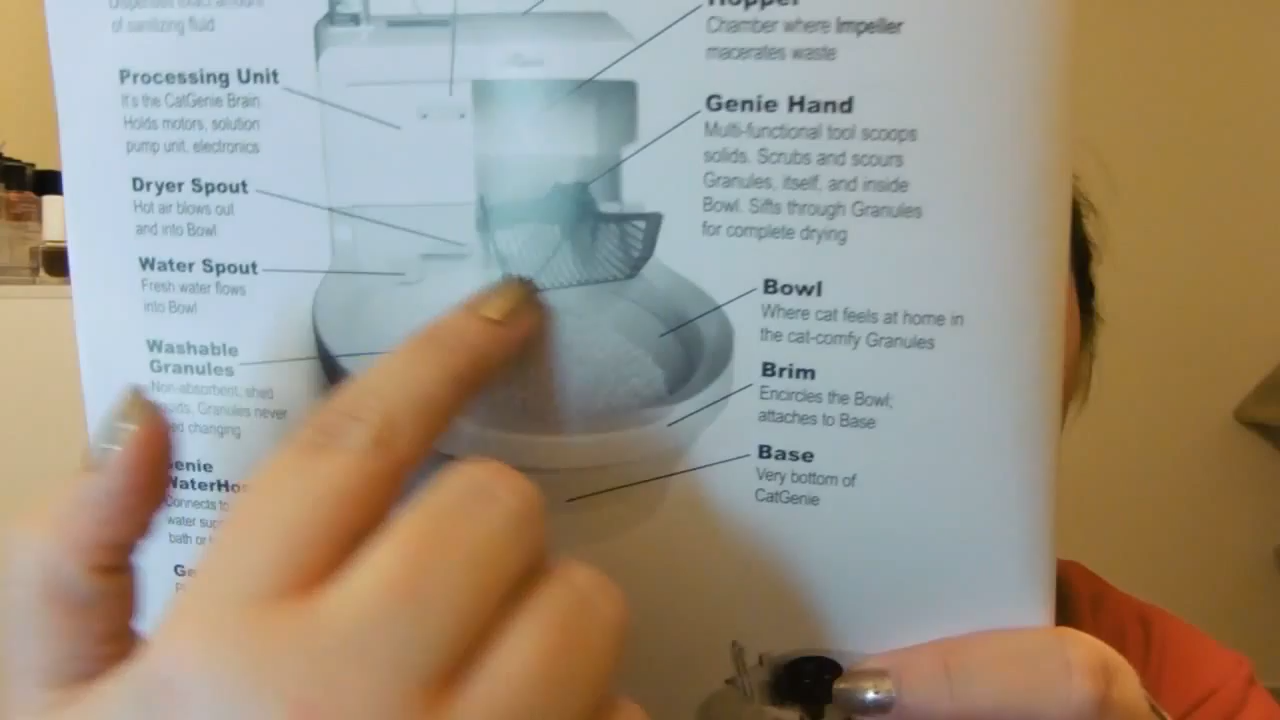 Dispenses exact amount
of sanitizing fluid
Processing Unit
It's the CatGenie Brain
Holds motors, solution
pump unit, electronics
Dryer Spout
Hot air blows out
and into Bowl
Water Spout
Fresh water flows
into Bowl
Washable
Granules
Non-absorbent, shed
Granules never
changing
Genie
Connects to
water
bath or
Hopper
Chamber where Impeller
macerates waste
Genie Hand
Multi-functional tool scoops
solids. Scrubs and scours
Granules, itself, and inside
Bowl. Sifts through Granules
for complete drying
Bowl
Where cat feels at home in
the cat-comfy Granules
Brim
Encircles the Bowl;
attaches to Base
Base
Very bottom of
CatGenie